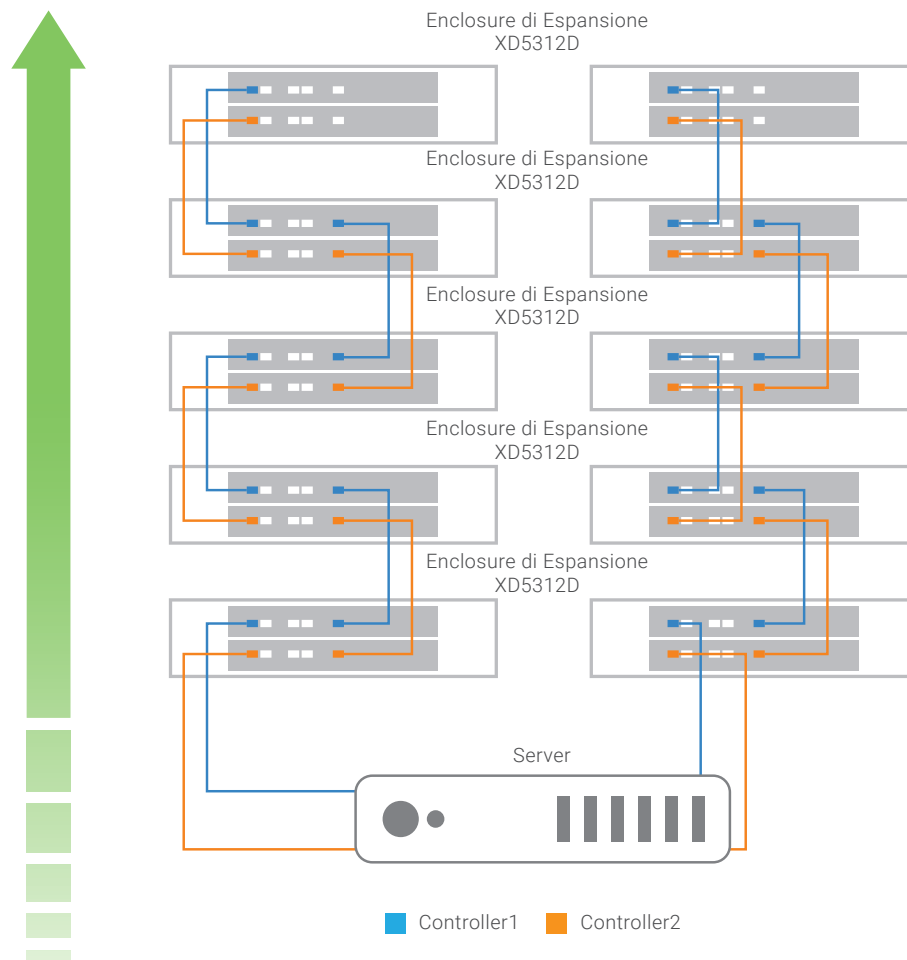 Enclosure di Espansione
XD5312D
Enclosure di Espansione
XD5312D
Enclosure di Espansione
XD5312D
Enclosure di Espansione
XD5312D
Enclosure di Espansione
XD5312D
Server
Controller1 Controller2